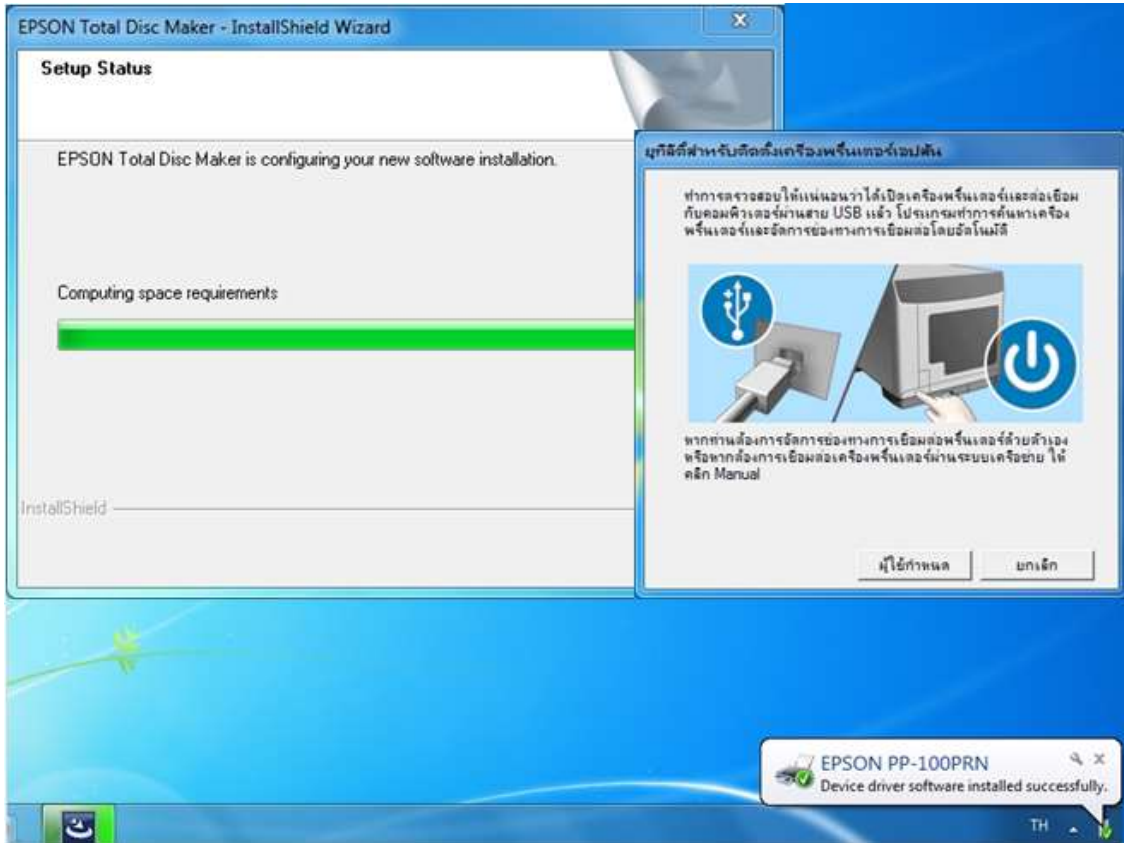 EPSON Total Disc Maker - InstallShield Wizard
Setup Status
EPSON Total Disc Maker is configuring your new software installation.
Computing space requirements
InstallShield
ยูทิลิตี้สำหรับติดตั้งเครื่องพริ้นเตอร์เอปสัน
ทำการตรวจสอบให้แน่นอนว่าได้เปิดเครื่องพริ้นเตอร์และต่อเชื่อม
กับคอมพิวเตอร์ผ่านสาย USB แล้ว โปรแกรมทำการค้นหาเครื่อง
พริ้นเตอร์และจัดการช่องทางการเชื่อมต่อโดยอัตโนมัติ
หากท่านต้องการจัดการช่องทางการเชื่อมต่อพริ้นเตอร์ด้วยตัวเอง
หรือหากต้องการเชื่อมต่อเครื่องพริ้นเตอร์ผ่านระบบเครือข่าย ให้
คลิก Manual
ผู้ใช้กำหนด
ยกเลิก
EPSON PP-100PRN
Device driver software installed successfully.
TH